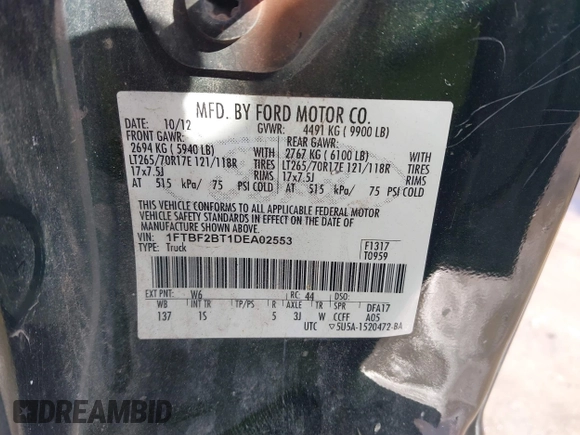 MFD. BY FORD MOTOR CO.
DATE: 10/12 GVWR: 4491 KG ( 9900 LB)
FRONT GAWR: REAR GAWR:
2694 KG ( 5940 LB) WITH 2767 KG ( 6100 LB) WITH
LT265/70R17E 121/118R TIRES LT265/70R17E 121/118R TIRES
17x7.5J RIMS 17x7.5J RIMS
AT 515 kPa/ 75 PSI COLD AT 515 kPa/ 75 PSI COLD
THIS VEHICLE CONFORMS TO ALL APPLICABLE FEDERAL MOTOR
VEHICLE SAFETY STANDARDS IN EFFECT ON THE DATE OF
MANUFACTURE SHOWN ABOVE.
VIN: 1FTBF2BT1DEA02553 F1317
TYPE: Truck T0959
EXT PNT: W6 RC: 44 DSO:
WB INT TR TP/PS R AXLE TR SPR DFA17
137 15 5 3J W CCFF A05
UTC ▽5U5A-1520472-BA
DREAMBID